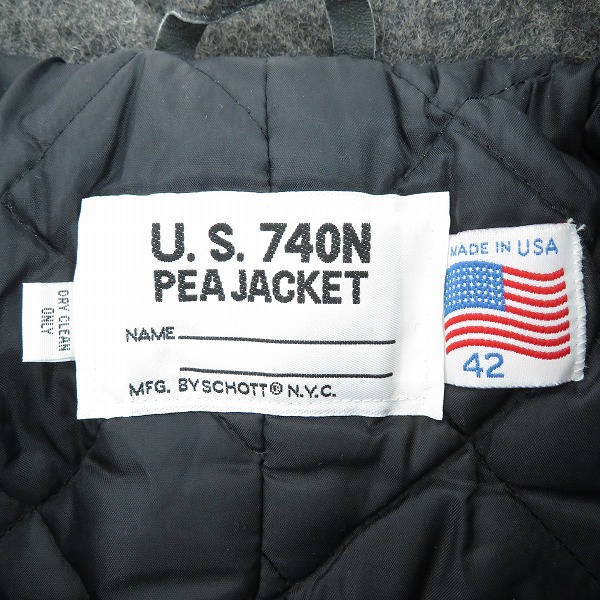 U. S. 740N
PEA JACKET
NAME
MFG. BY SCHOTT® N.Y.C.
DRY CLEAN
ONLY
MADE IN USA
42